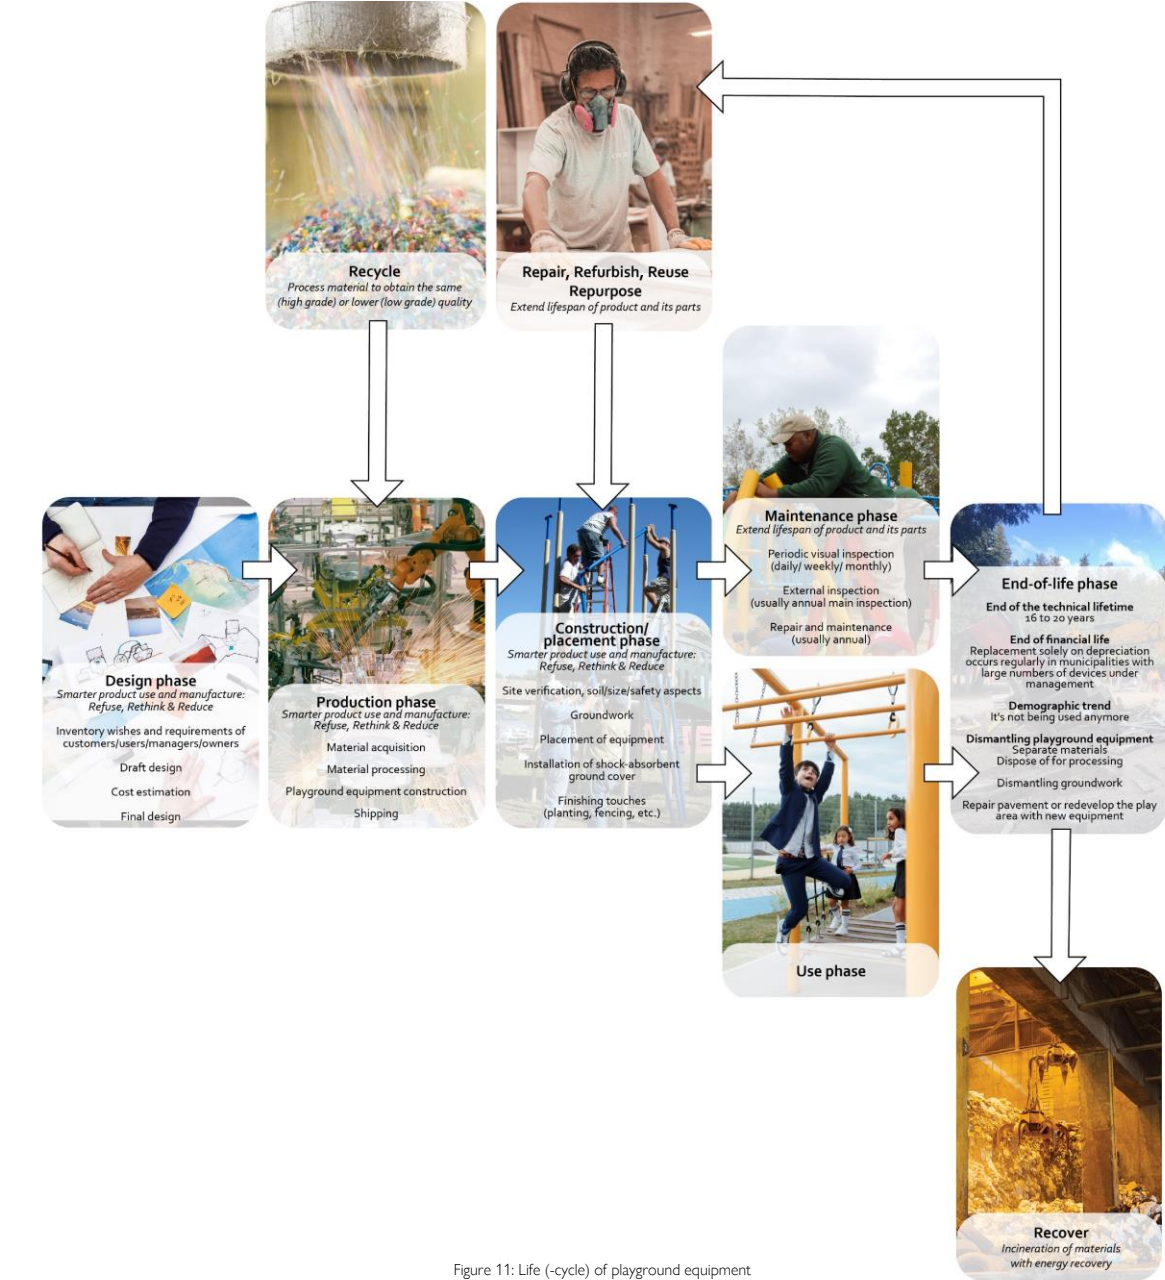 Recycle
Process material to obtain the same
(high grade) or lower (low grade) quality
Repair, Refurbish, Reuse
Repurpose
Extend lifespan of product and its parts
Design phase
Smarter product use and manufacture:
Refuse, Rethink & Reduce
Inventory wishes and requirements of
customers/users/managers/owners
Draft design
Cost estimation
Final design
Production phase
Smarter product use and manufacture:
Refuse, Rethink & Reduce
Material acquisition
Material processing
Playground equipment construction
Shipping
Construction/
placement phase
Smarter product use and manufacture:
Refuse, Rethink & Reduce
Site verification, soil/size/safety aspects
Groundwork
Placement of equipment
Installation of shock-absorbent
ground cover
Finishing touches
(planting, fencing, etc.)
Maintenance phase
Extend lifespan of product and its parts
Periodic visual inspection
(daily/ weekly/ monthly)
External inspection
(usually annual main inspection)
Repair and maintenance
(usually annual)
Use phase
End-of-life phase
End of the technical lifetime
16 to 20 years
End of financial life
Replacement solely on depreciation
occurs regularly in municipalities with
large numbers of devices under
management
Demographic trend
It's not being used anymore
Dismantling playground equipment
Separate materials
Dispose of for processing
Dismantling groundwork
Repair pavement or redevelop the play
area with new equipment
Recover
Incineration of materials
with energy recovery
Figure 11: Life (-cycle) of playground equipment